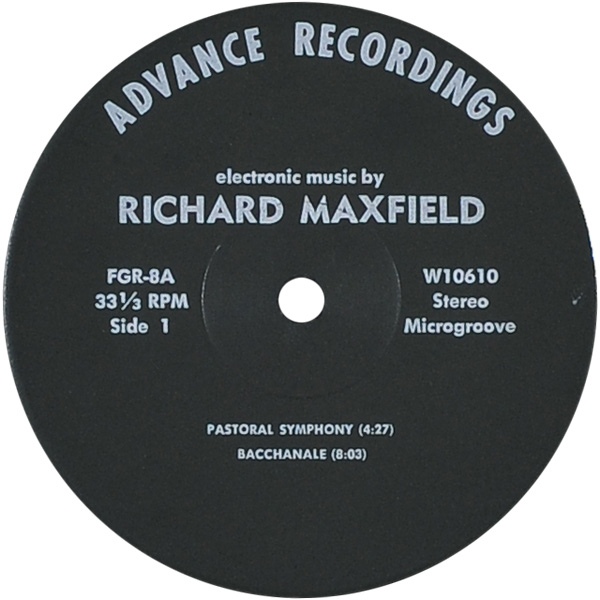 ADVANCE RECORDINGS
electronic music by
RICHARD MAXFIELD
FGR-8A
33⅓ RPM
Side 1
W10610
Stereo
Microgroove
PASTORAL SYMPHONY (4:27)
BACCHANALE (8:03)